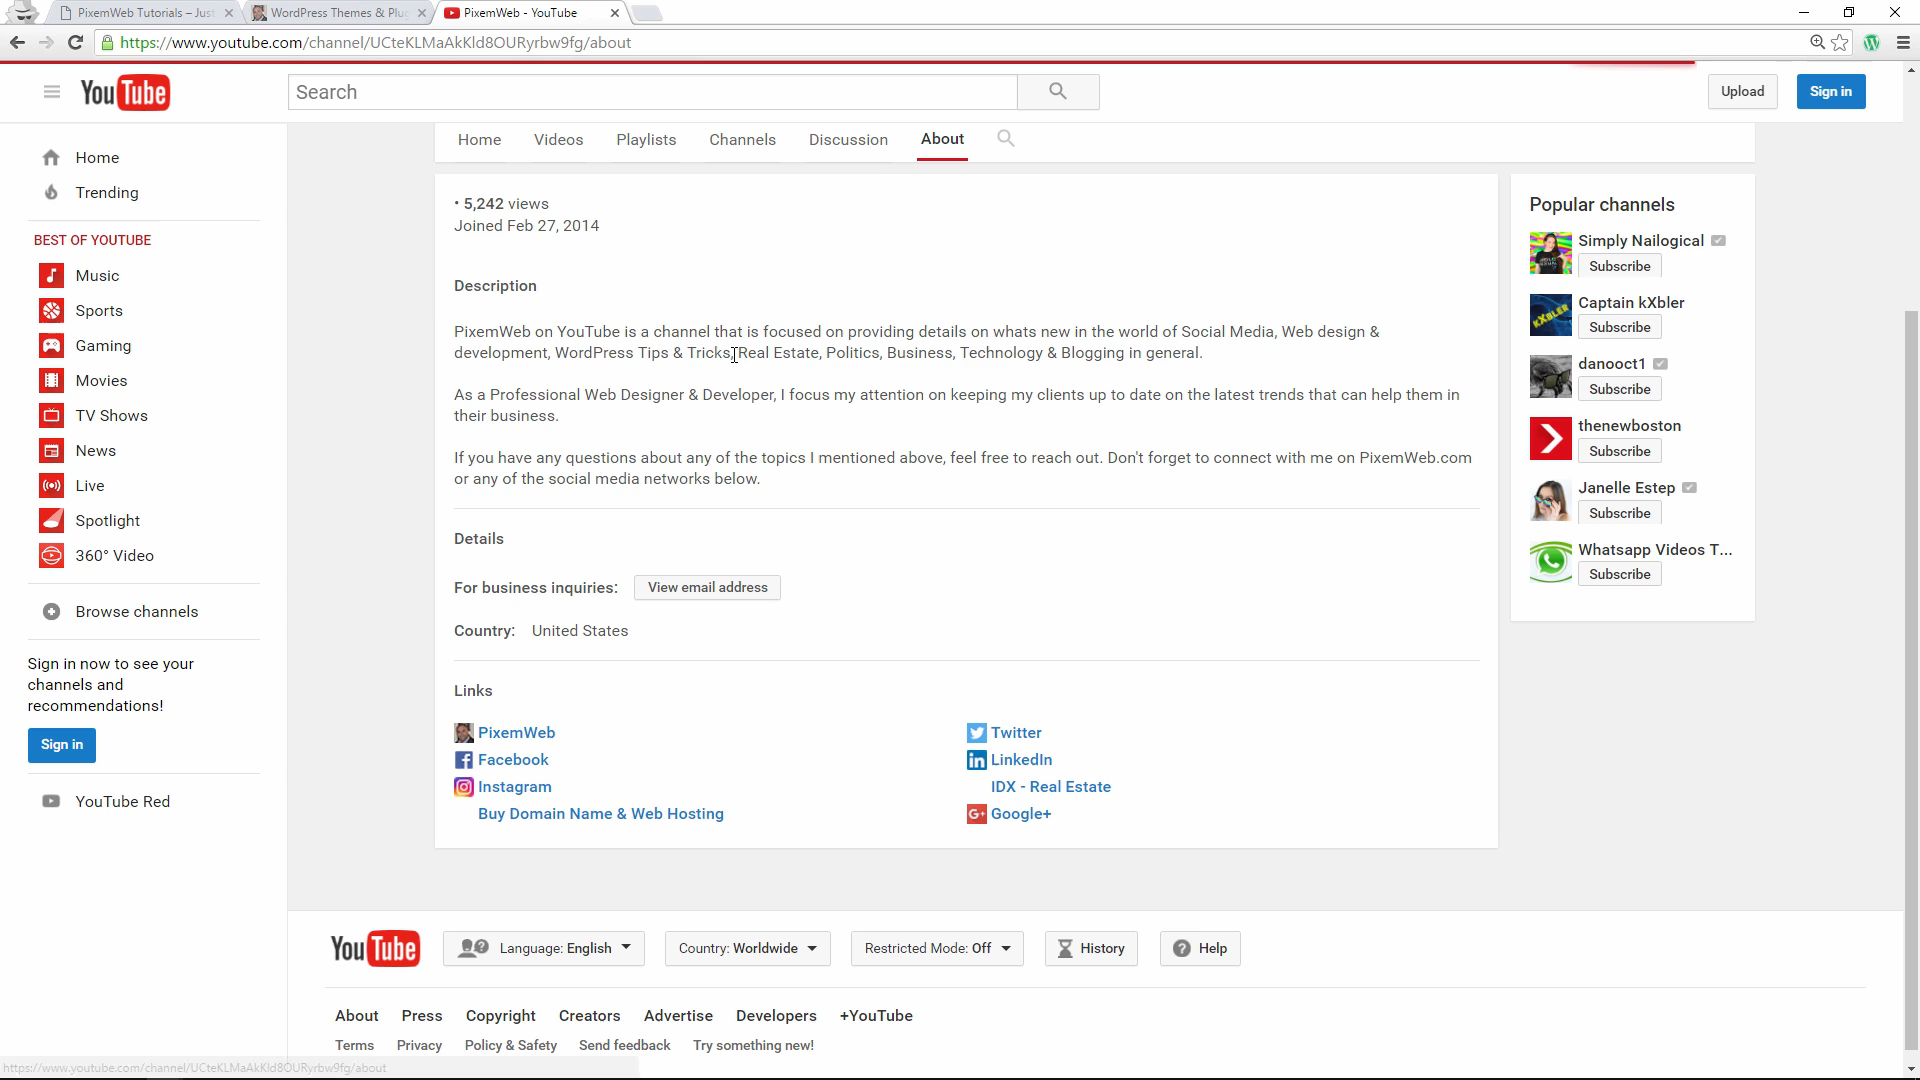 PixemWeb Tutorials – Just
WordPress Themes & Plu
PixemWeb - YouTube
https://www.youtube.com/channel/UCteKLMaAkKld8OURyrbw9fg/about
YouTube
Search
Upload
Sign in
Home
Videos
Playlists
Channels
Discussion
About
Home
Trending
BEST OF YOUTUBE
Music
Sports
Gaming
Movies
TV Shows
News
Live
Spotlight
360° Video
Browse channels
Sign in now to see your
channels and
recommendations!
Sign in
YouTube Red
• 5,242 views
Joined Feb 27, 2014
Description
PixemWeb on YouTube is a channel that is focused on providing details on whats new in the world of Social Media, Web design &
development, WordPress Tips & Tricks, Real Estate, Politics, Business, Technology & Blogging in general.
As a Professional Web Designer & Developer, I focus my attention on keeping my clients up to date on the latest trends that can help them in
their business.
If you have any questions about any of the topics I mentioned above, feel free to reach out. Don't forget to connect with me on PixemWeb.com
or any of the social media networks below.
Details
For business inquiries:
View email address
Country: United States
Links
PixemWeb
Twitter
Facebook
LinkedIn
Instagram
IDX - Real Estate
Buy Domain Name & Web Hosting
G+ Google+
Popular channels
Simply Nailogical
Subscribe
Captain kXbler
Subscribe
danooct1
Subscribe
thenewboston
Subscribe
Janelle Estep
Subscribe
Whatsapp Videos T...
Subscribe
YouTube
Language: English
Country: Worldwide
Restricted Mode: Off
History
Help
About
Press
Copyright
Creators
Advertise
Developers
+YouTube
Terms
Privacy
Policy & Safety
Send feedback
Try something new!
https://www.youtube.com/channel/UCteKLMaAkKld8OURyrbw9fg/about